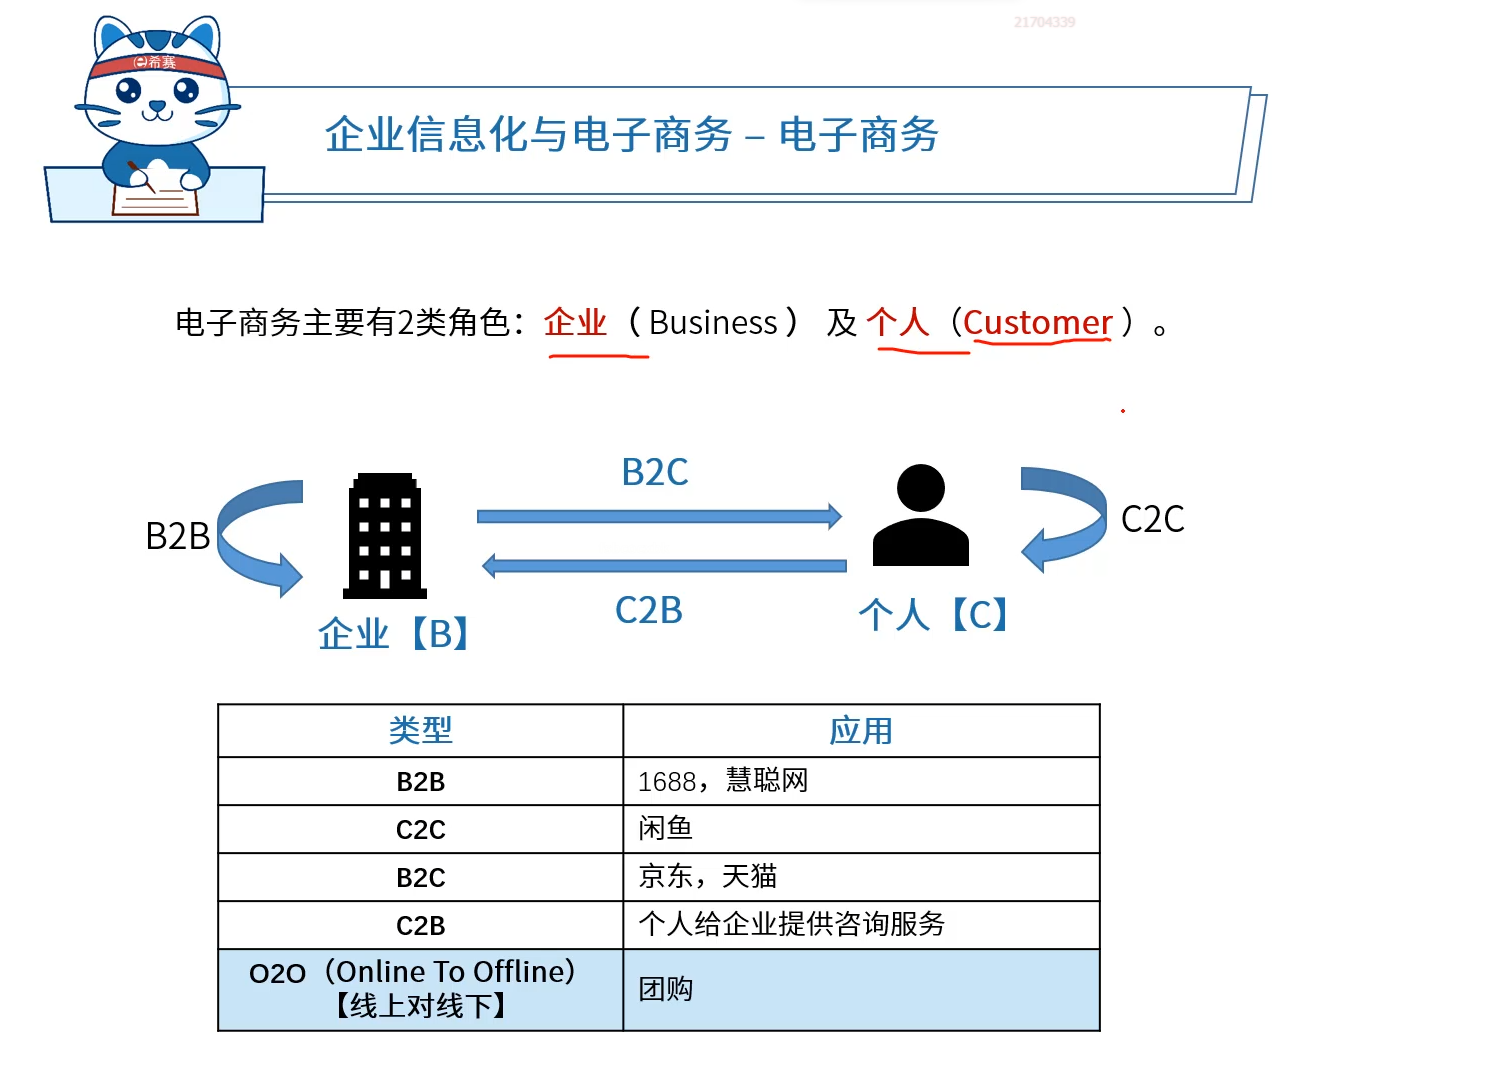 21704339
e希赛
企业信息化与电子商务 – 电子商务
电子商务主要有2类角色：企业（Business） 及 个人（Customer）。
B2C
B2B
C2C
C2B
企业【B】
个人【C】
类型 应用
B2B 1688，慧聪网
C2C 闲鱼
B2C 京东，天猫
C2B 个人给企业提供咨询服务
O2O（Online To Offline）
【线上对线下】
团购